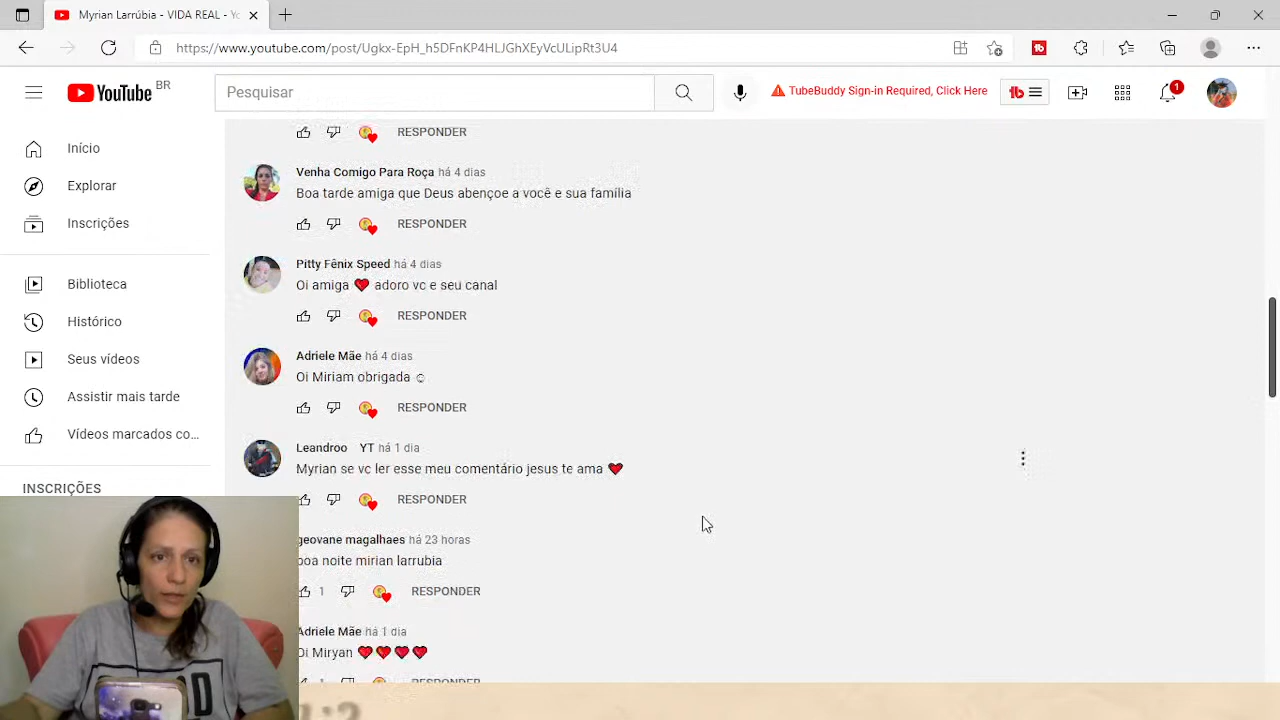 Myrian Larrúbia - VIDA REAL - Yo
https://www.youtube.com/post/Ugkx-EpH_h5DFnKP4HLJGhXEyVcULipRt3U4
YouTube BR
Pesquisar
TubeBuddy Sign-in Required, Click Here
1
RESPONDER
Início
Explorar
Inscrições
Biblioteca
Histórico
Seus vídeos
Assistir mais tarde
Vídeos marcados co...
INSCRIÇÕES
Venha Comigo Para Roça há 4 dias
Boa tarde amiga que Deus abençoe a você e sua família
RESPONDER
Pitty Fênix Speed há 4 dias
Oi amiga ❤ adoro vc e seu canal
RESPONDER
Adriele Mãe há 4 dias
Oi Miriam obrigada ☺
RESPONDER
Leandroo YT há 1 dia
Myrian se vc ler esse meu comentário jesus te ama ❤
RESPONDER
geovane magalhaes há 23 horas
boa noite mirian larrubia
1 RESPONDER
Adriele Mãe há 1 dia
Oi Miryan ❤❤❤❤
RESPONDER